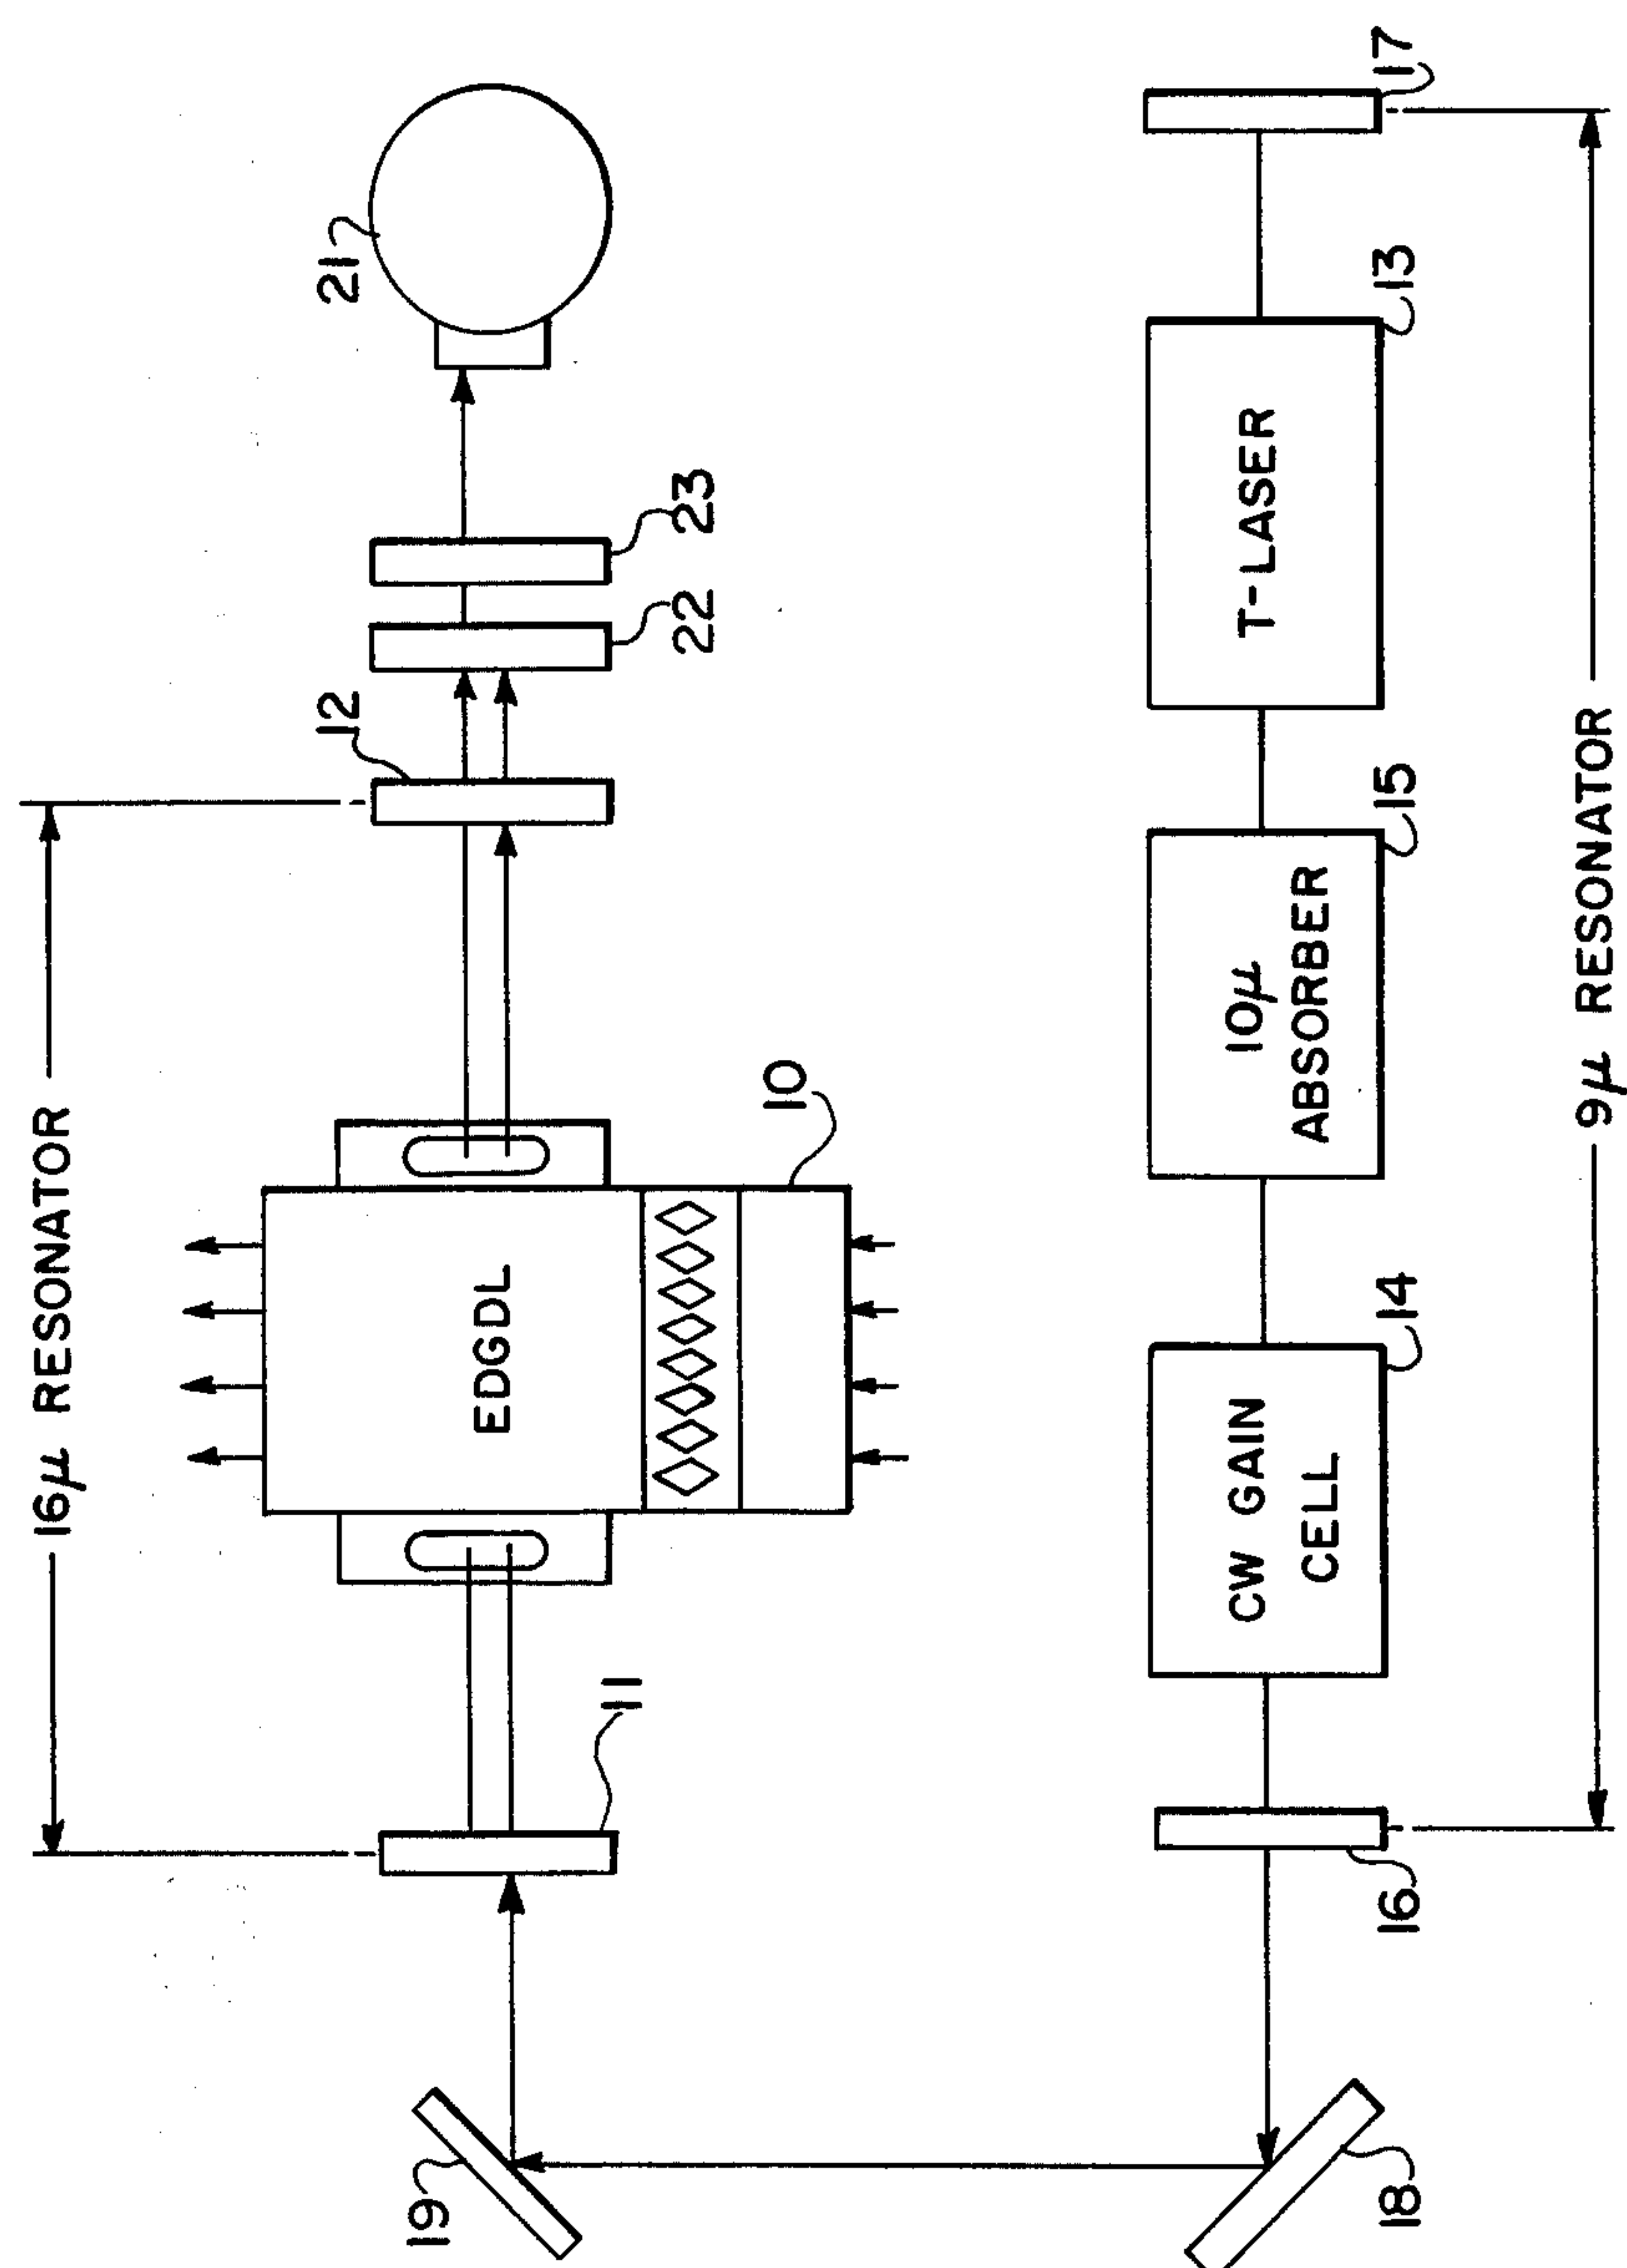 16μ RESONATOR
21
12
22
23
EDGDL
10
11
19
17
T-LASER
13
10μ
ABSORBER
15
CW GAIN
CELL
14
16
18
9μ RESONATOR